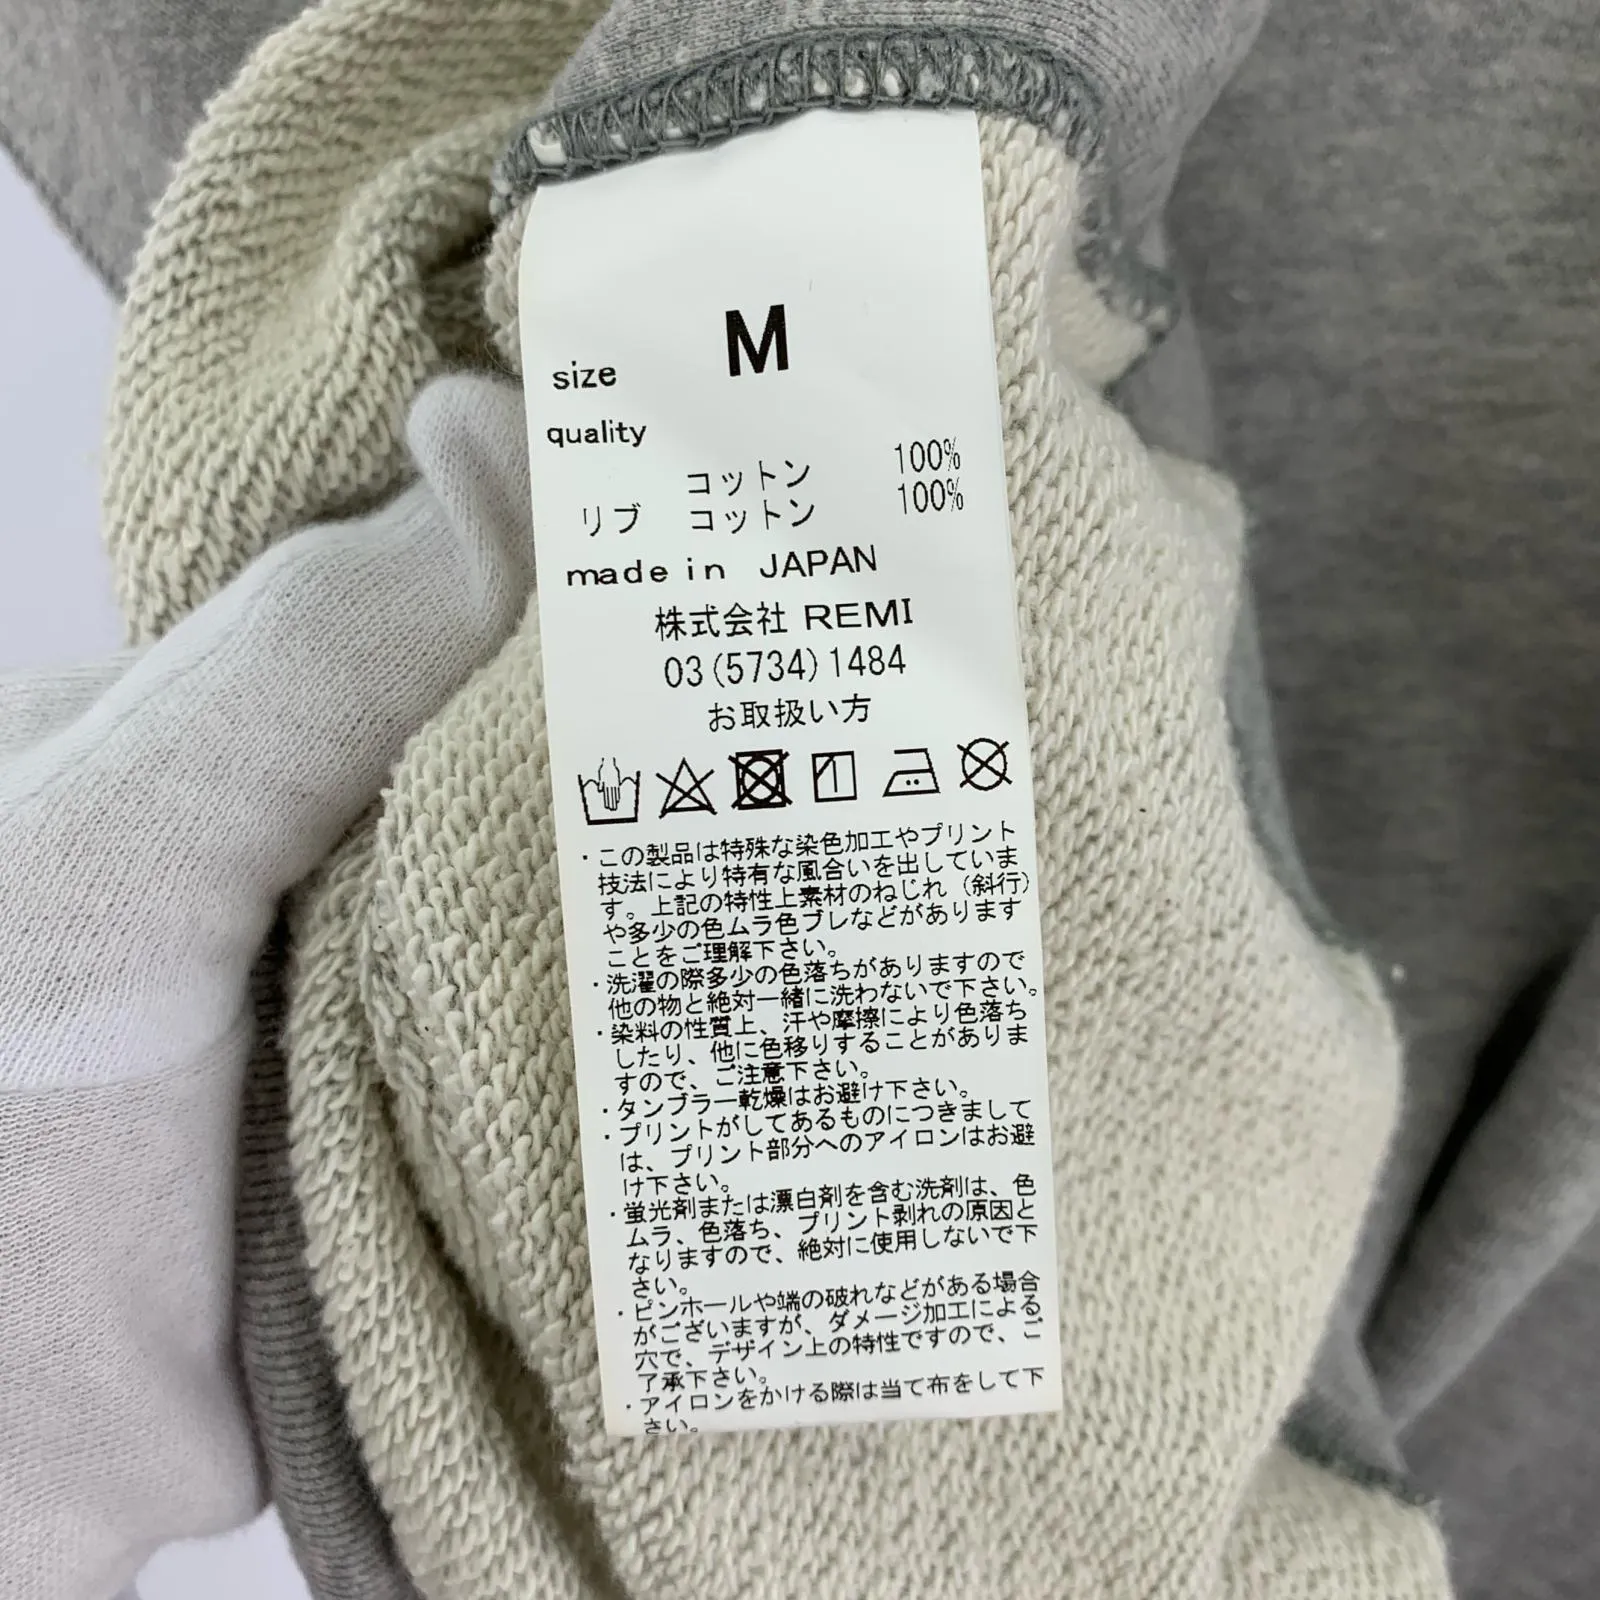 size M
quality
コットン 100%
リブ コットン 100%
made in JAPAN
株式会社 REMI
03(5734)1484
お取扱い方
・この製品は特殊な染色加工やプリント
技法により特有な風合いを出していま
す。上記の特性上素材のねじれ（斜行）
や多少の色ムラ色ブレなどがあります
ことをご理解下さい。
・洗濯の際多少の色落ちがありますので
他の物と絶対一緒に洗わないで下さい。
・染料の性質上、汗や摩擦により色落ち
したり、他に色移りすることがありま
すので、ご注意下さい。
・タンブラー乾燥はお避け下さい。
・プリントがしてあるものにつきまして
は、プリント部分へのアイロンはお避
け下さい。
・蛍光剤または漂白剤を含む洗剤は、色
ムラ、色落ち、プリント剥れの原因と
なりますので、絶対に使用しないで下
さい。
・ピンホールや端の破れなどがある場合
がございますが、ダメージ加工による
穴で、デザイン上の特性ですので、ご
了承下さい。
・アイロンをかける際は当て布をして下
さい。